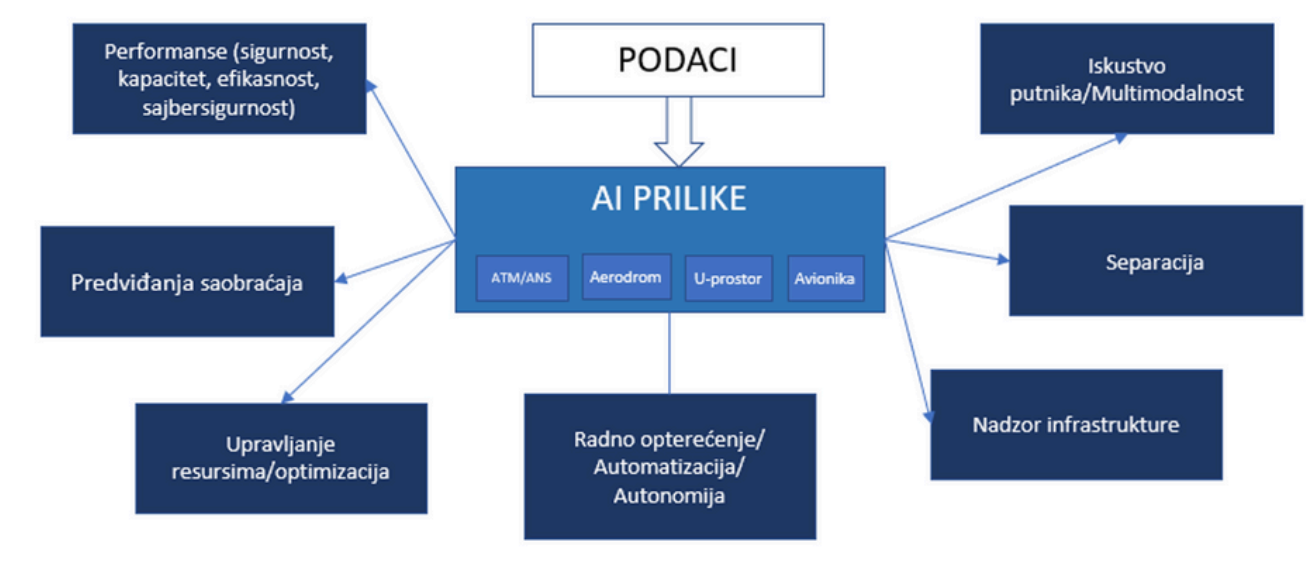 Performanse (sigurnost,
kapacitet, efikasnost,
sajbersigurnost)
PODACI
Iskustvo
putnika/Multimodalnost
AI PRILIKE
ATM/ANS
Aerodrom
U-prostor
Avionika
Predviđanja saobraćaja
Separacija
Upravljanje
resursima/optimizacija
Radno opterećenje/
Automatizacija/
Autonomija
Nadzor infrastrukture